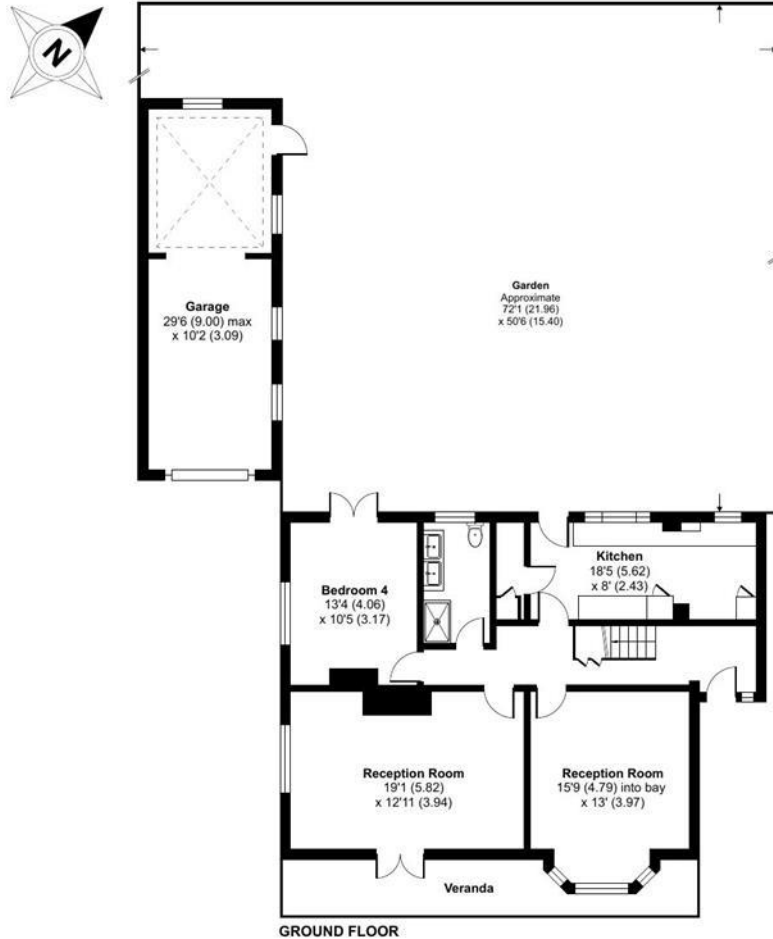 N
Garage
29'6 (9.00) max
x 10'2 (3.09)
Garden
Approximate
72'1 (21.96)
x 50'6 (15.40)
Kitchen
18'5 (5.62)
x 8' (2.43)
Bedroom 4
13'4 (4.06)
x 10'5 (3.17)
Reception Room
19'1 (5.82)
x 12'11 (3.94)
Reception Room
15'9 (4.79) into bay
x 13' (3.97)
Veranda
GROUND FLOOR